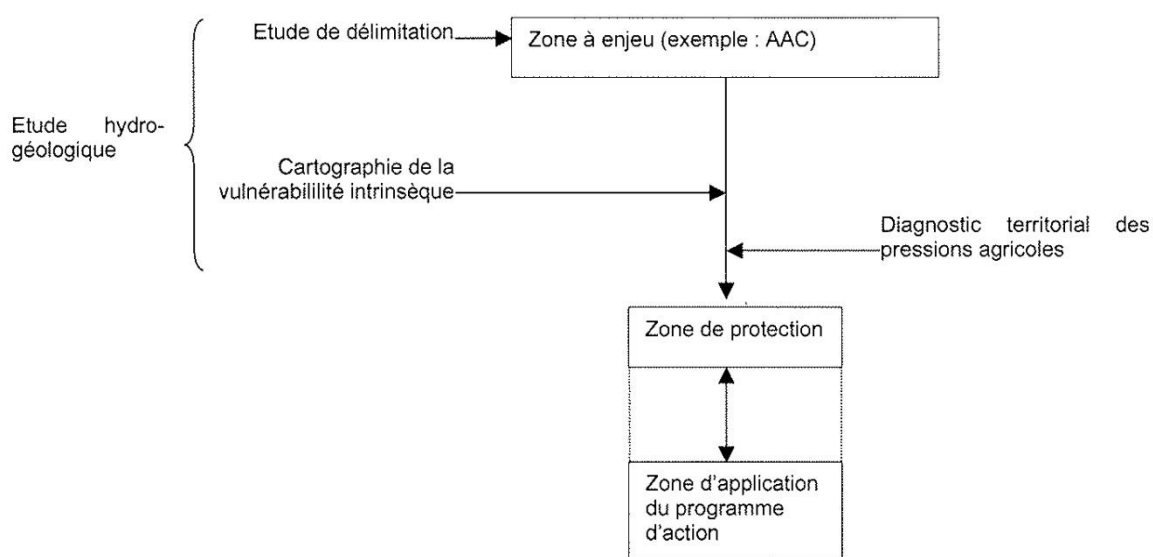 Etude de délimitation
Zone à enjeu (exemple : AAC)
Etude hydro-
géologique
Cartographie de la
vulnérabililité intrinsèque
Diagnostic territorial des
pressions agricoles
Zone de protection
Zone d'application
du programme
d'action